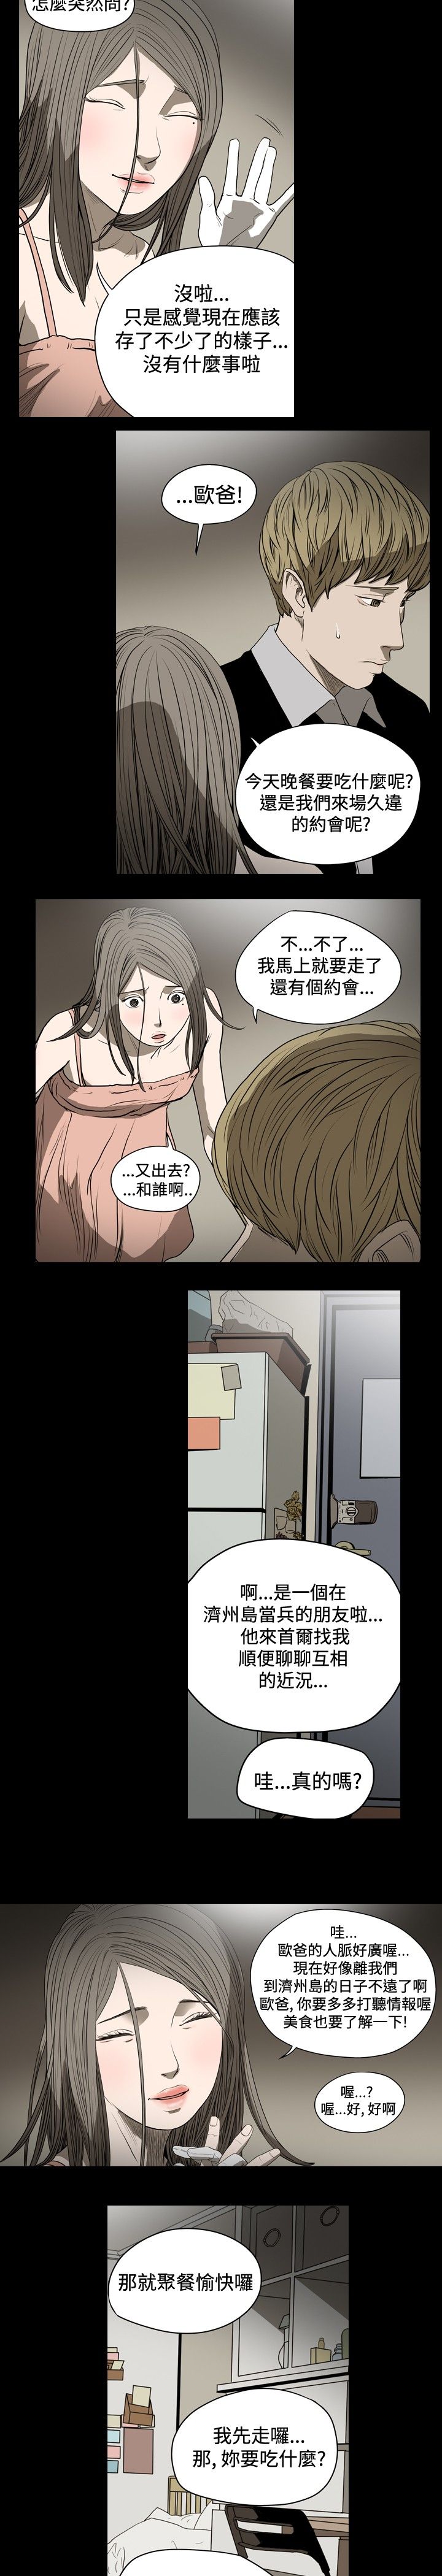 怎麼突然問?
沒啦...
只是感覺現在應該
存了不少了的樣子...
沒有什麼事啦
...歐爸!
今天晚餐要吃什麼呢?
還是我們來場久違
的約會呢?
不...不了...
我馬上就要走了
還有個約會...
...又出去?
...和誰啊..
啊...是一個在
濟州島當兵的朋友啦...
他來首爾找我
順便聊聊互相
的近況...
哇...真的嗎?
哇...
歐爸的人脈好廣喔...
現在好像離我們
到濟州島的日子不遠了啊
歐爸, 你要多多打聽情報喔
美食也要了解一下!
喔...?
喔...好, 好啊
那就聚餐愉快囉
我先走囉...
那, 妳要吃什麼?